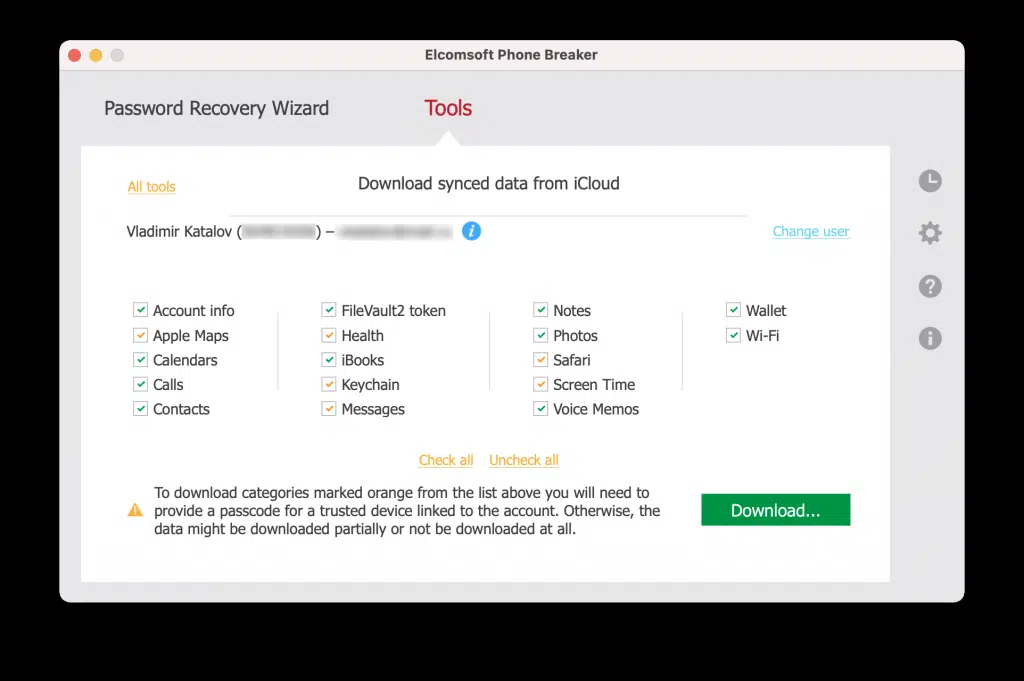 Elcomsoft Phone Breaker
Password Recovery Wizard
Tools
All tools
Download synced data from iCloud
Vladimir Katalov ( ) –
Change user
Account info
Apple Maps
Calendars
Calls
Contacts
FileVault2 token
Health
iBooks
Keychain
Messages
Notes
Photos
Safari
Screen Time
Voice Memos
Wallet
Wi-Fi
Check all
Uncheck all
To download categories marked orange from the list above you will need to
provide a passcode for a trusted device linked to the account. Otherwise, the
data might be downloaded partially or not be downloaded at all.
Download...